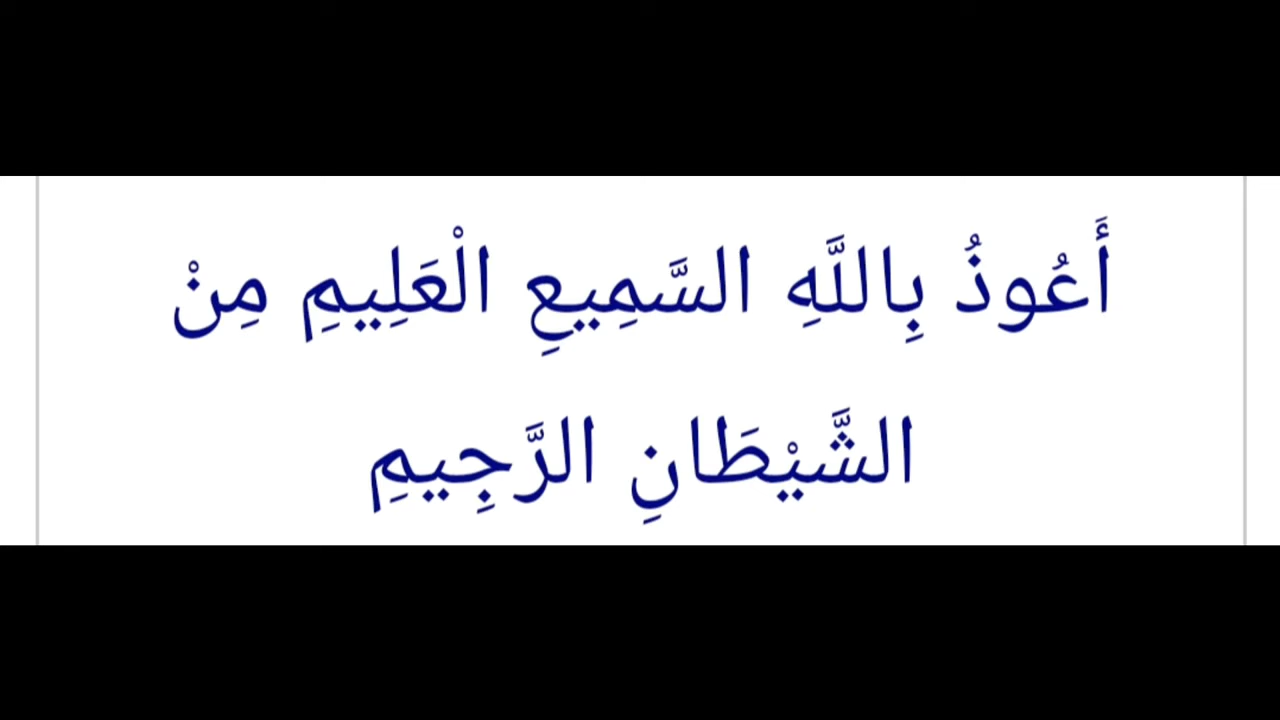 أَعُوذُ بِاللَّهِ السَّمِيعِ الْعَلِيمِ مِنْ
الشَّيْطَانِ الرَّجِيمِ